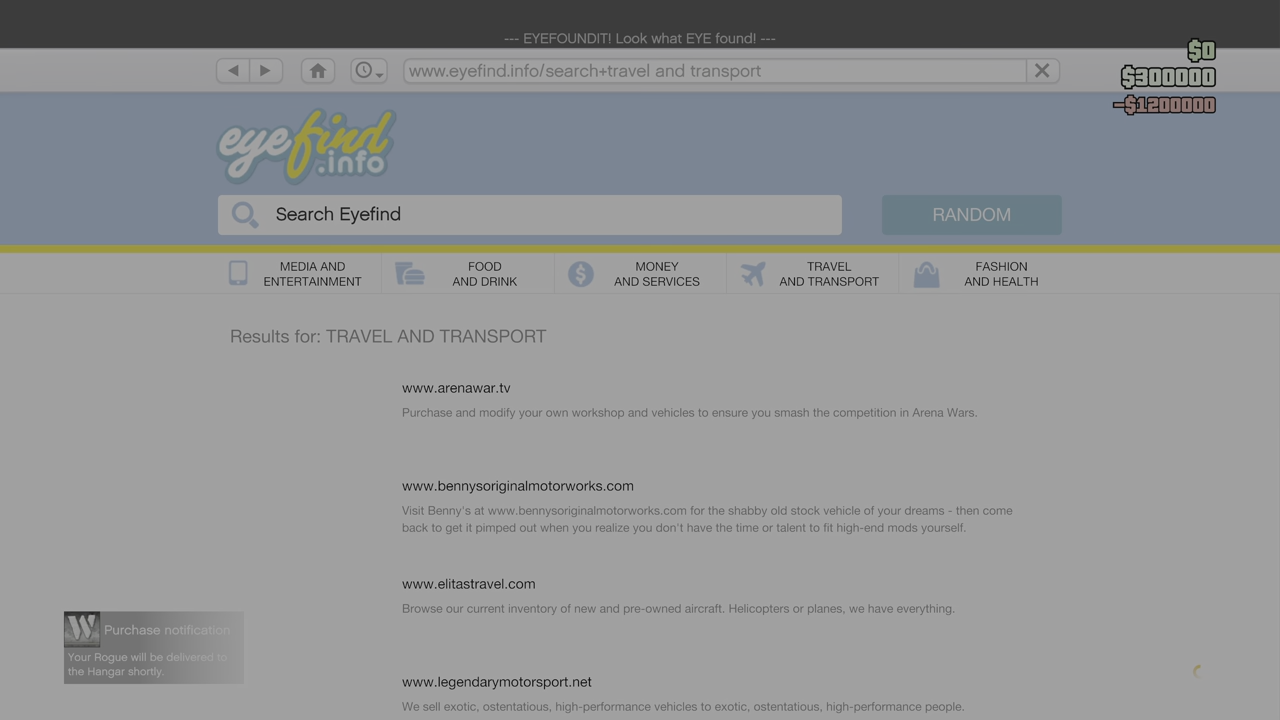 --- EYEFOUNDIT! Look what EYE found! ---
$0
www.eyefind.info/search+travel and transport
$300000
-$1200000
eyefind
.info
Search Eyefind
RANDOM
MEDIA AND
ENTERTAINMENT
FOOD
AND DRINK
MONEY
AND SERVICES
TRAVEL
AND TRANSPORT
FASHION
AND HEALTH
Results for: TRAVEL AND TRANSPORT
www.arenawar.tv
Purchase and modify your own workshop and vehicles to ensure you smash the competition in Arena Wars.
www.bennysoriginalmotorworks.com
Visit Benny's at www.bennysoriginalmotorworks.com for the shabby old stock vehicle of your dreams - then come
back to get it pimped out when you realize you don't have the time or talent to fit high-end mods yourself.
www.elitastravel.com
Browse our current inventory of new and pre-owned aircraft. Helicopters or planes, we have everything.
W
Purchase notification
Your Rogue will be delivered to
the Hangar shortly.
www.legendarymotorsport.net
We sell exotic, ostentatious, high-performance vehicles to exotic, ostentatious, high-performance people.